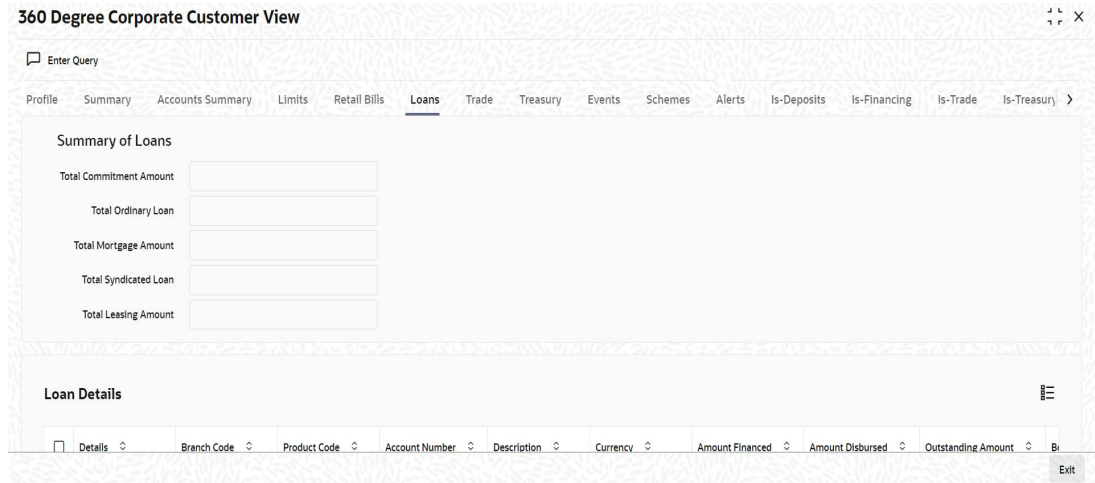 360 Degree Corporate Customer View
Enter Query
Profile Summary Accounts Summary Limits Retail Bills Loans Trade Treasury Events Schemes Alerts Is-Deposits Is-Financing Is-Trade Is-Treasury
Summary of Loans
Total Commitment Amount
Total Ordinary Loan
Total Mortgage Amount
Total Syndicated Loan
Total Leasing Amount
Loan Details
Details Branch Code Product Code Account Number Description Currency Amount Financed Amount Disbursed Outstanding Amount
Exit